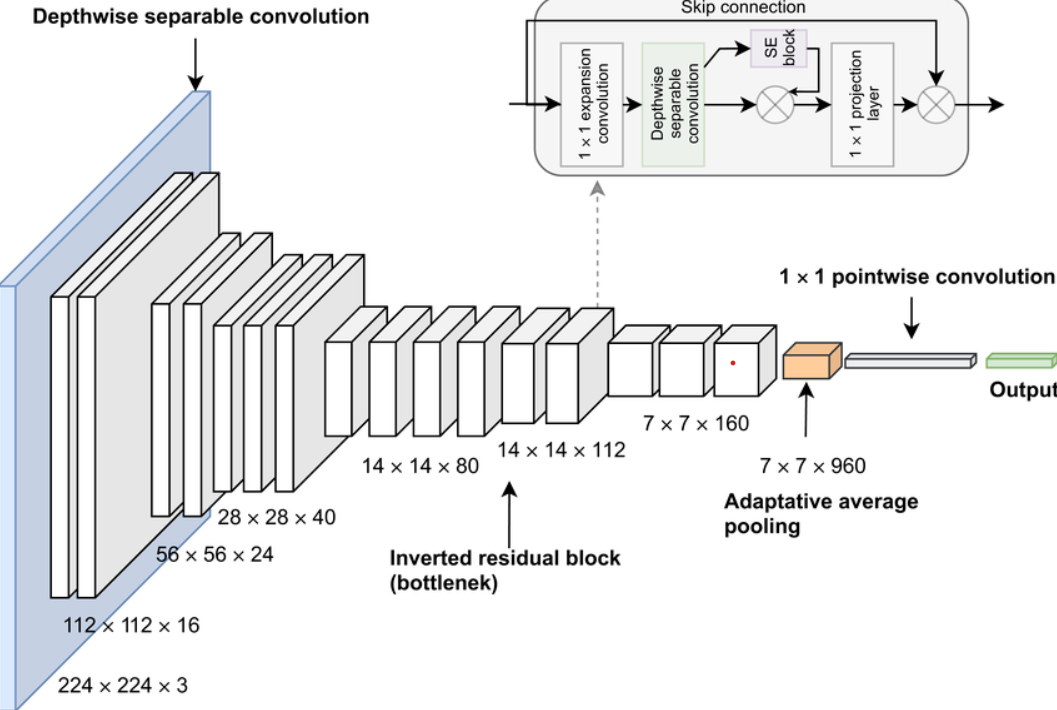 Depthwise separable convolution
Skip connection
1 × 1 expansion
convolution
Depthwise
separable
convolution
SE
block
1 × 1 projection
layer
1 × 1 pointwise convolution
Output
7 × 7 × 160
14 × 14 × 112
14 × 14 × 80
7 × 7 × 960
Adaptative average
pooling
28 × 28 × 40
56 × 56 × 24
Inverted residual block
(bottlenek)
112 × 112 × 16
224 × 224 × 3